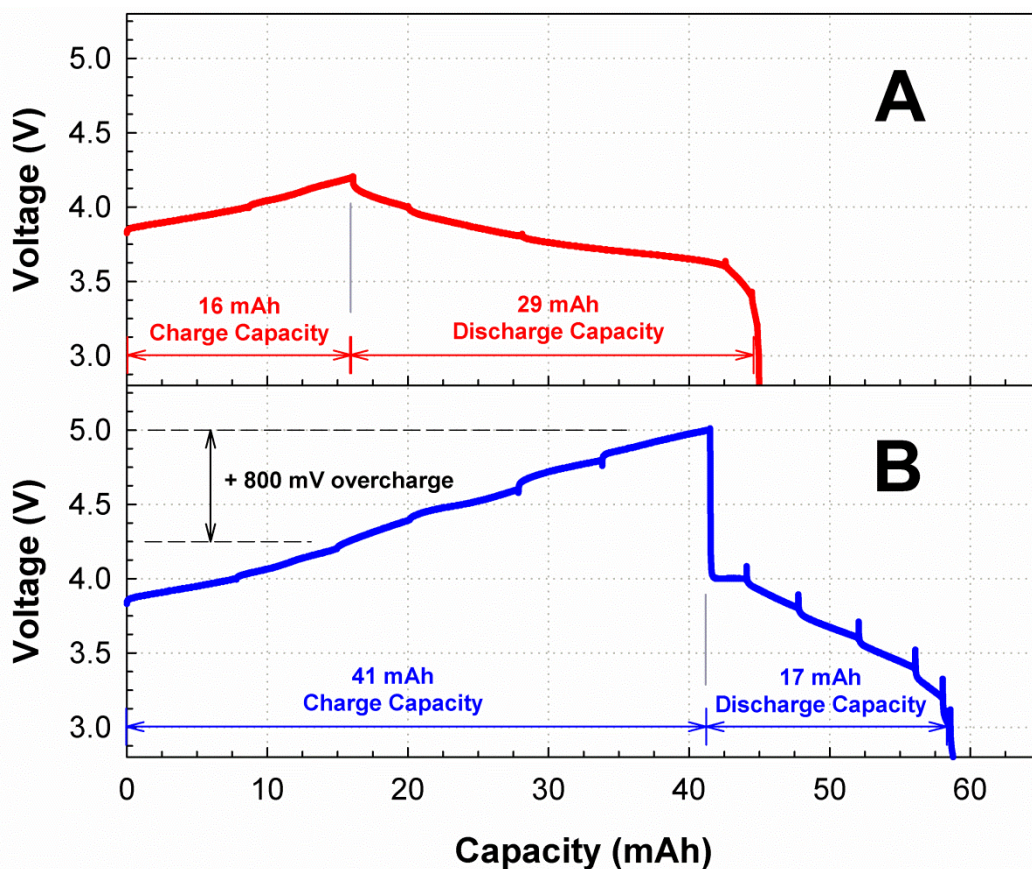 A
Voltage (V)
5.0
4.5
4.0
3.5
3.0
16 mAh
Charge Capacity
29 mAh
Discharge Capacity
B
Voltage (V)
5.0
4.5
4.0
3.5
3.0
+ 800 mV overcharge
41 mAh
Charge Capacity
17 mAh
Discharge Capacity
0 10 20 30 40 50 60
Capacity (mAh)